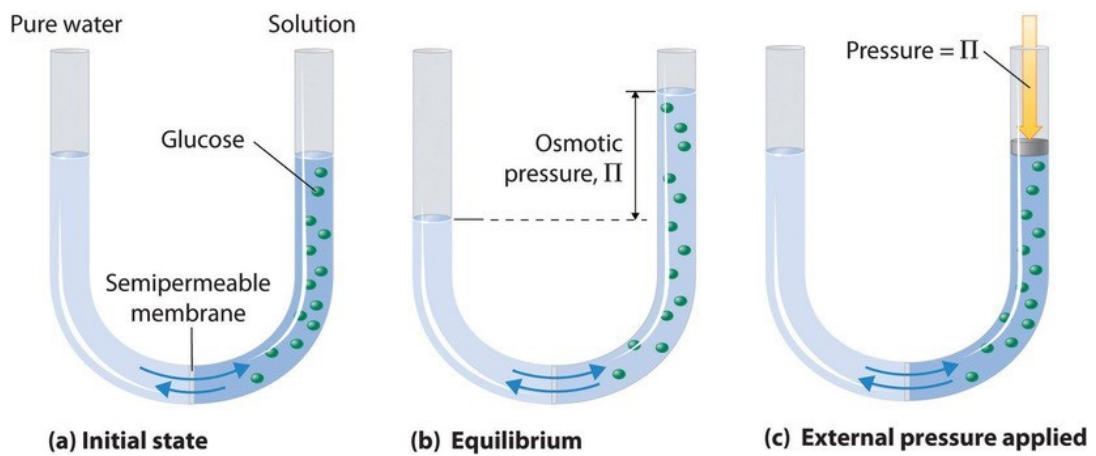 Pure water
Solution
Glucose
Semipermeable
membrane
(a) Initial state
Osmotic
pressure, Π
(b) Equilibrium
Pressure = Π
(c) External pressure applied